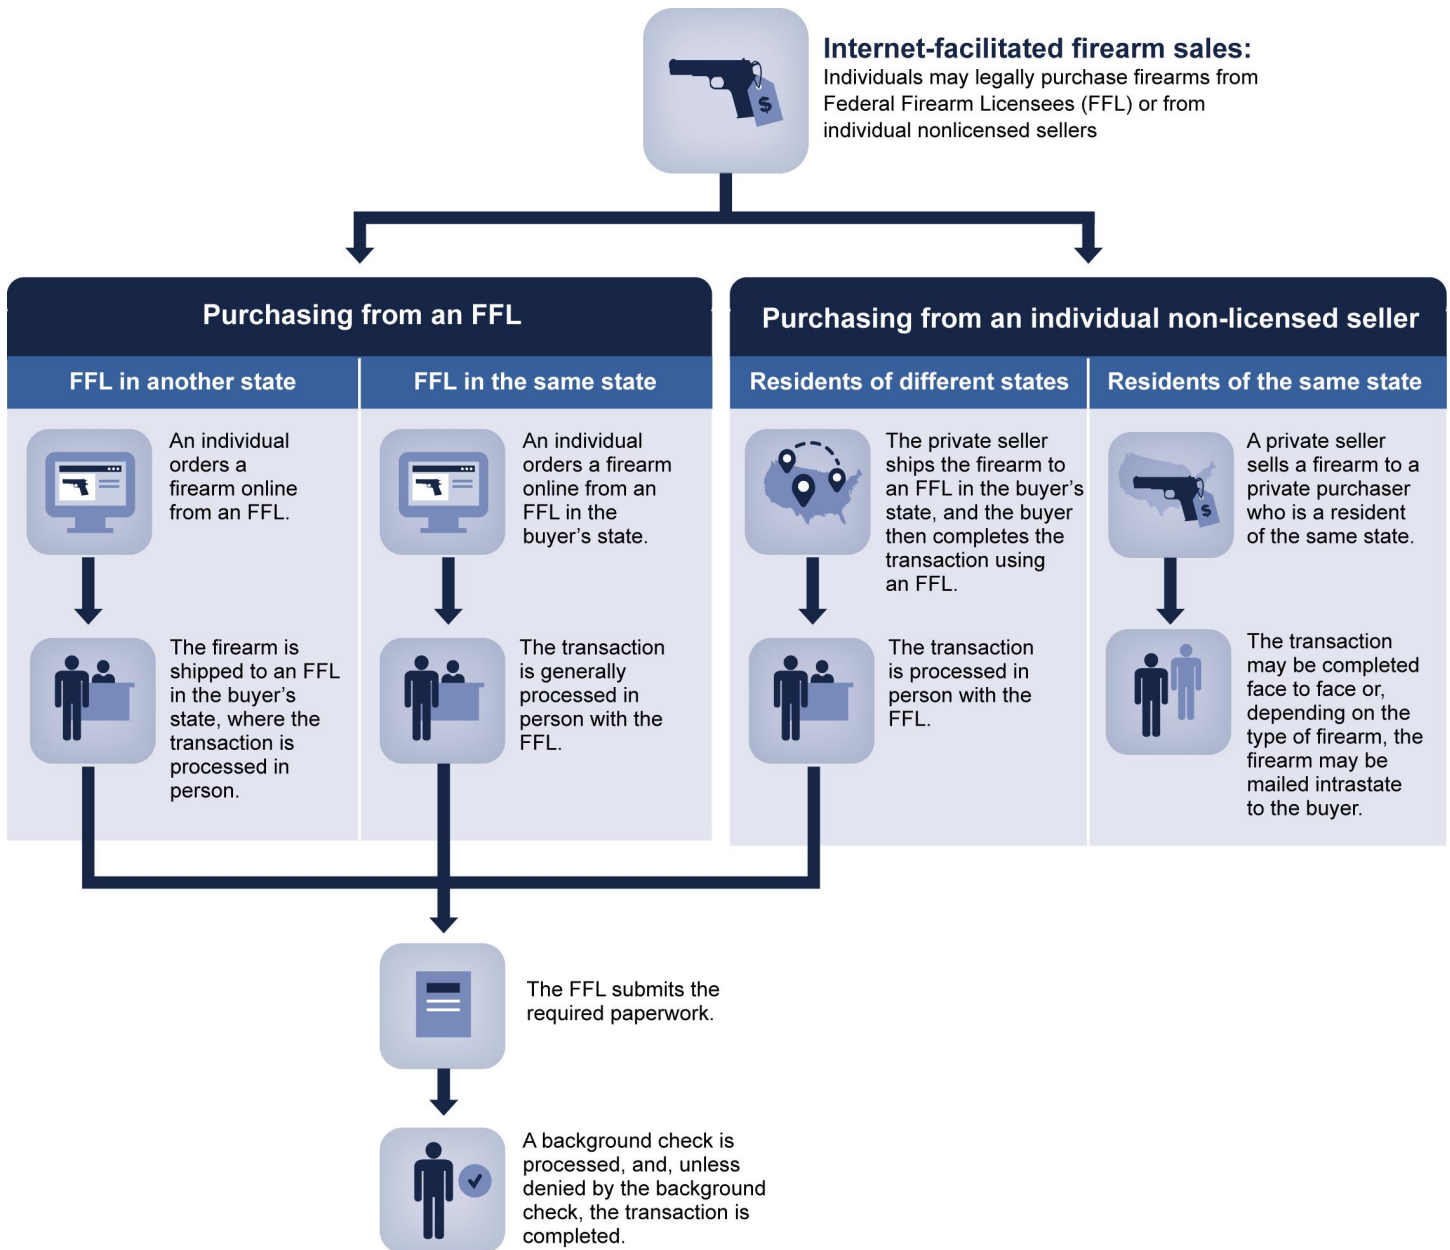 Internet-facilitated firearm sales:
Individuals may legally purchase firearms from
Federal Firearm Licensees (FFL) or from
individual nonlicensed sellers
$
Purchasing from an FFL
FFL in another state
An individual
orders a
firearm online
from an FFL.
The firearm is
shipped to an FFL
in the buyer's
state, where the
transaction is
processed in
person.
FFL in the same state
An individual
orders a firearm
online from an
FFL in the
buyer's state.
The transaction
is generally
processed in
person with the
FFL.
Purchasing from an individual non-licensed seller
Residents of different states
The private seller
ships the firearm to
an FFL in the buyer's
state, and the buyer
then completes the
transaction using
an FFL.
The transaction
is processed in
person with the
FFL.
Residents of the same state
$
A private seller
sells a firearm to a
private purchaser
who is a resident
of the same state.
The transaction
may be completed
face to face or,
depending on the
type of firearm, the
firearm may be
mailed intrastate
to the buyer.
The FFL submits the
required paperwork.
A background check is
processed, and, unless
denied by the background
check, the transaction is
completed.